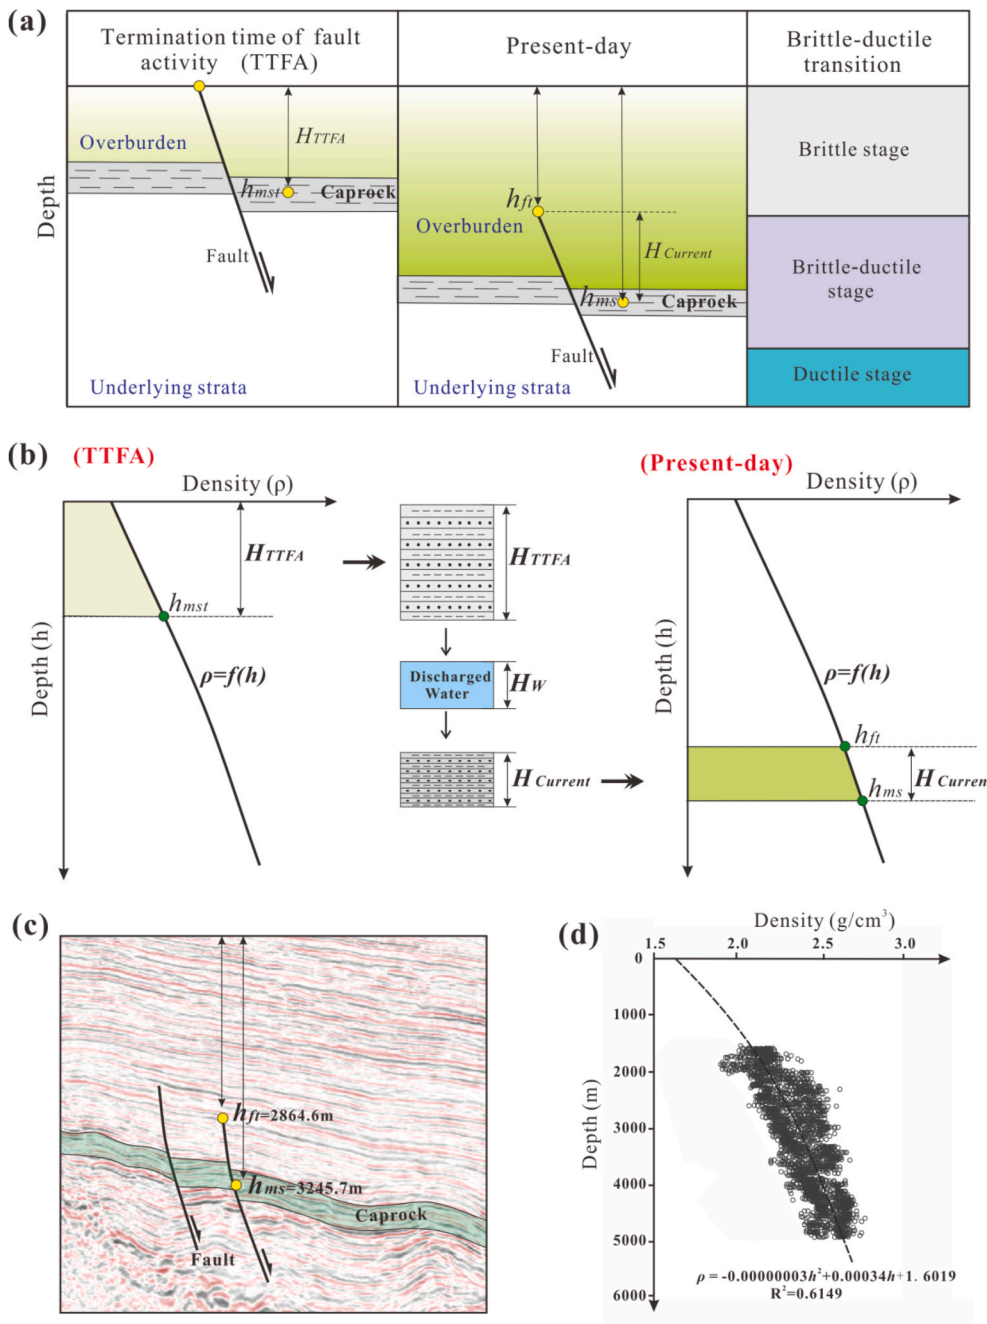 (a)
Termination time of fault
activity (TTFA)
Present-day
Brittle-ductile
transition
Depth
Overburden
HTTFA
hmst
Caprock
Fault
Underlying strata
hft
Overburden
H Current
hms
Caprock
Fault
Underlying strata
Brittle stage
Brittle-ductile
stage
Ductile stage
(b)
(TTFA)
Density (ρ)
HTTFA
hmst
ρ=f(h)
Depth (h)
HTTFA
Discharged
Water
HW
H Current
(Present-day)
Density (ρ)
Depth (h)
ρ=f(h)
hft
H Curren
hms
(c)
hft=2864.6m
hms=3245.7m
Caprock
Fault
(d)
Density (g/cm³)
1.5 2.0 2.5 3.0
0
1000
2000
3000
4000
5000
6000
Depth (m)
ρ = -0.00000003h²+0.00034h+1.6019
R²=0.6149